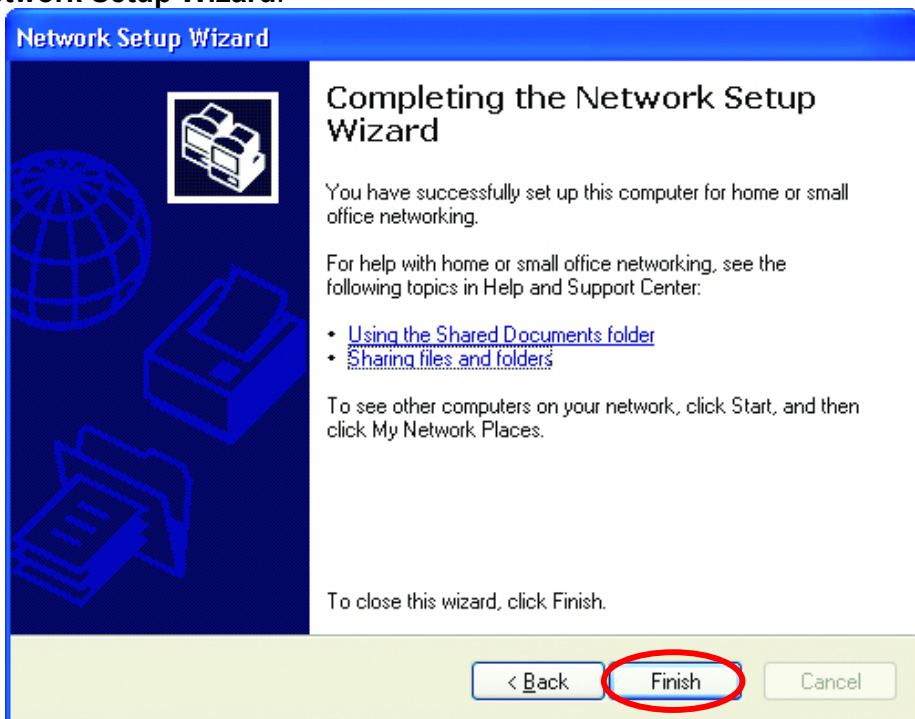 Setup Wizard.
Network Setup Wizard
Completing the Network Setup
Wizard
You have successfully set up this computer for home or small
office networking.
For help with home or small office networking, see the
following topics in Help and Support Center:
• Using the Shared Documents folder
• Sharing files and folders
To see other computers on your network, click Start, and then
click My Network Places.
To close this wizard, click Finish.
< Back Finish Cancel